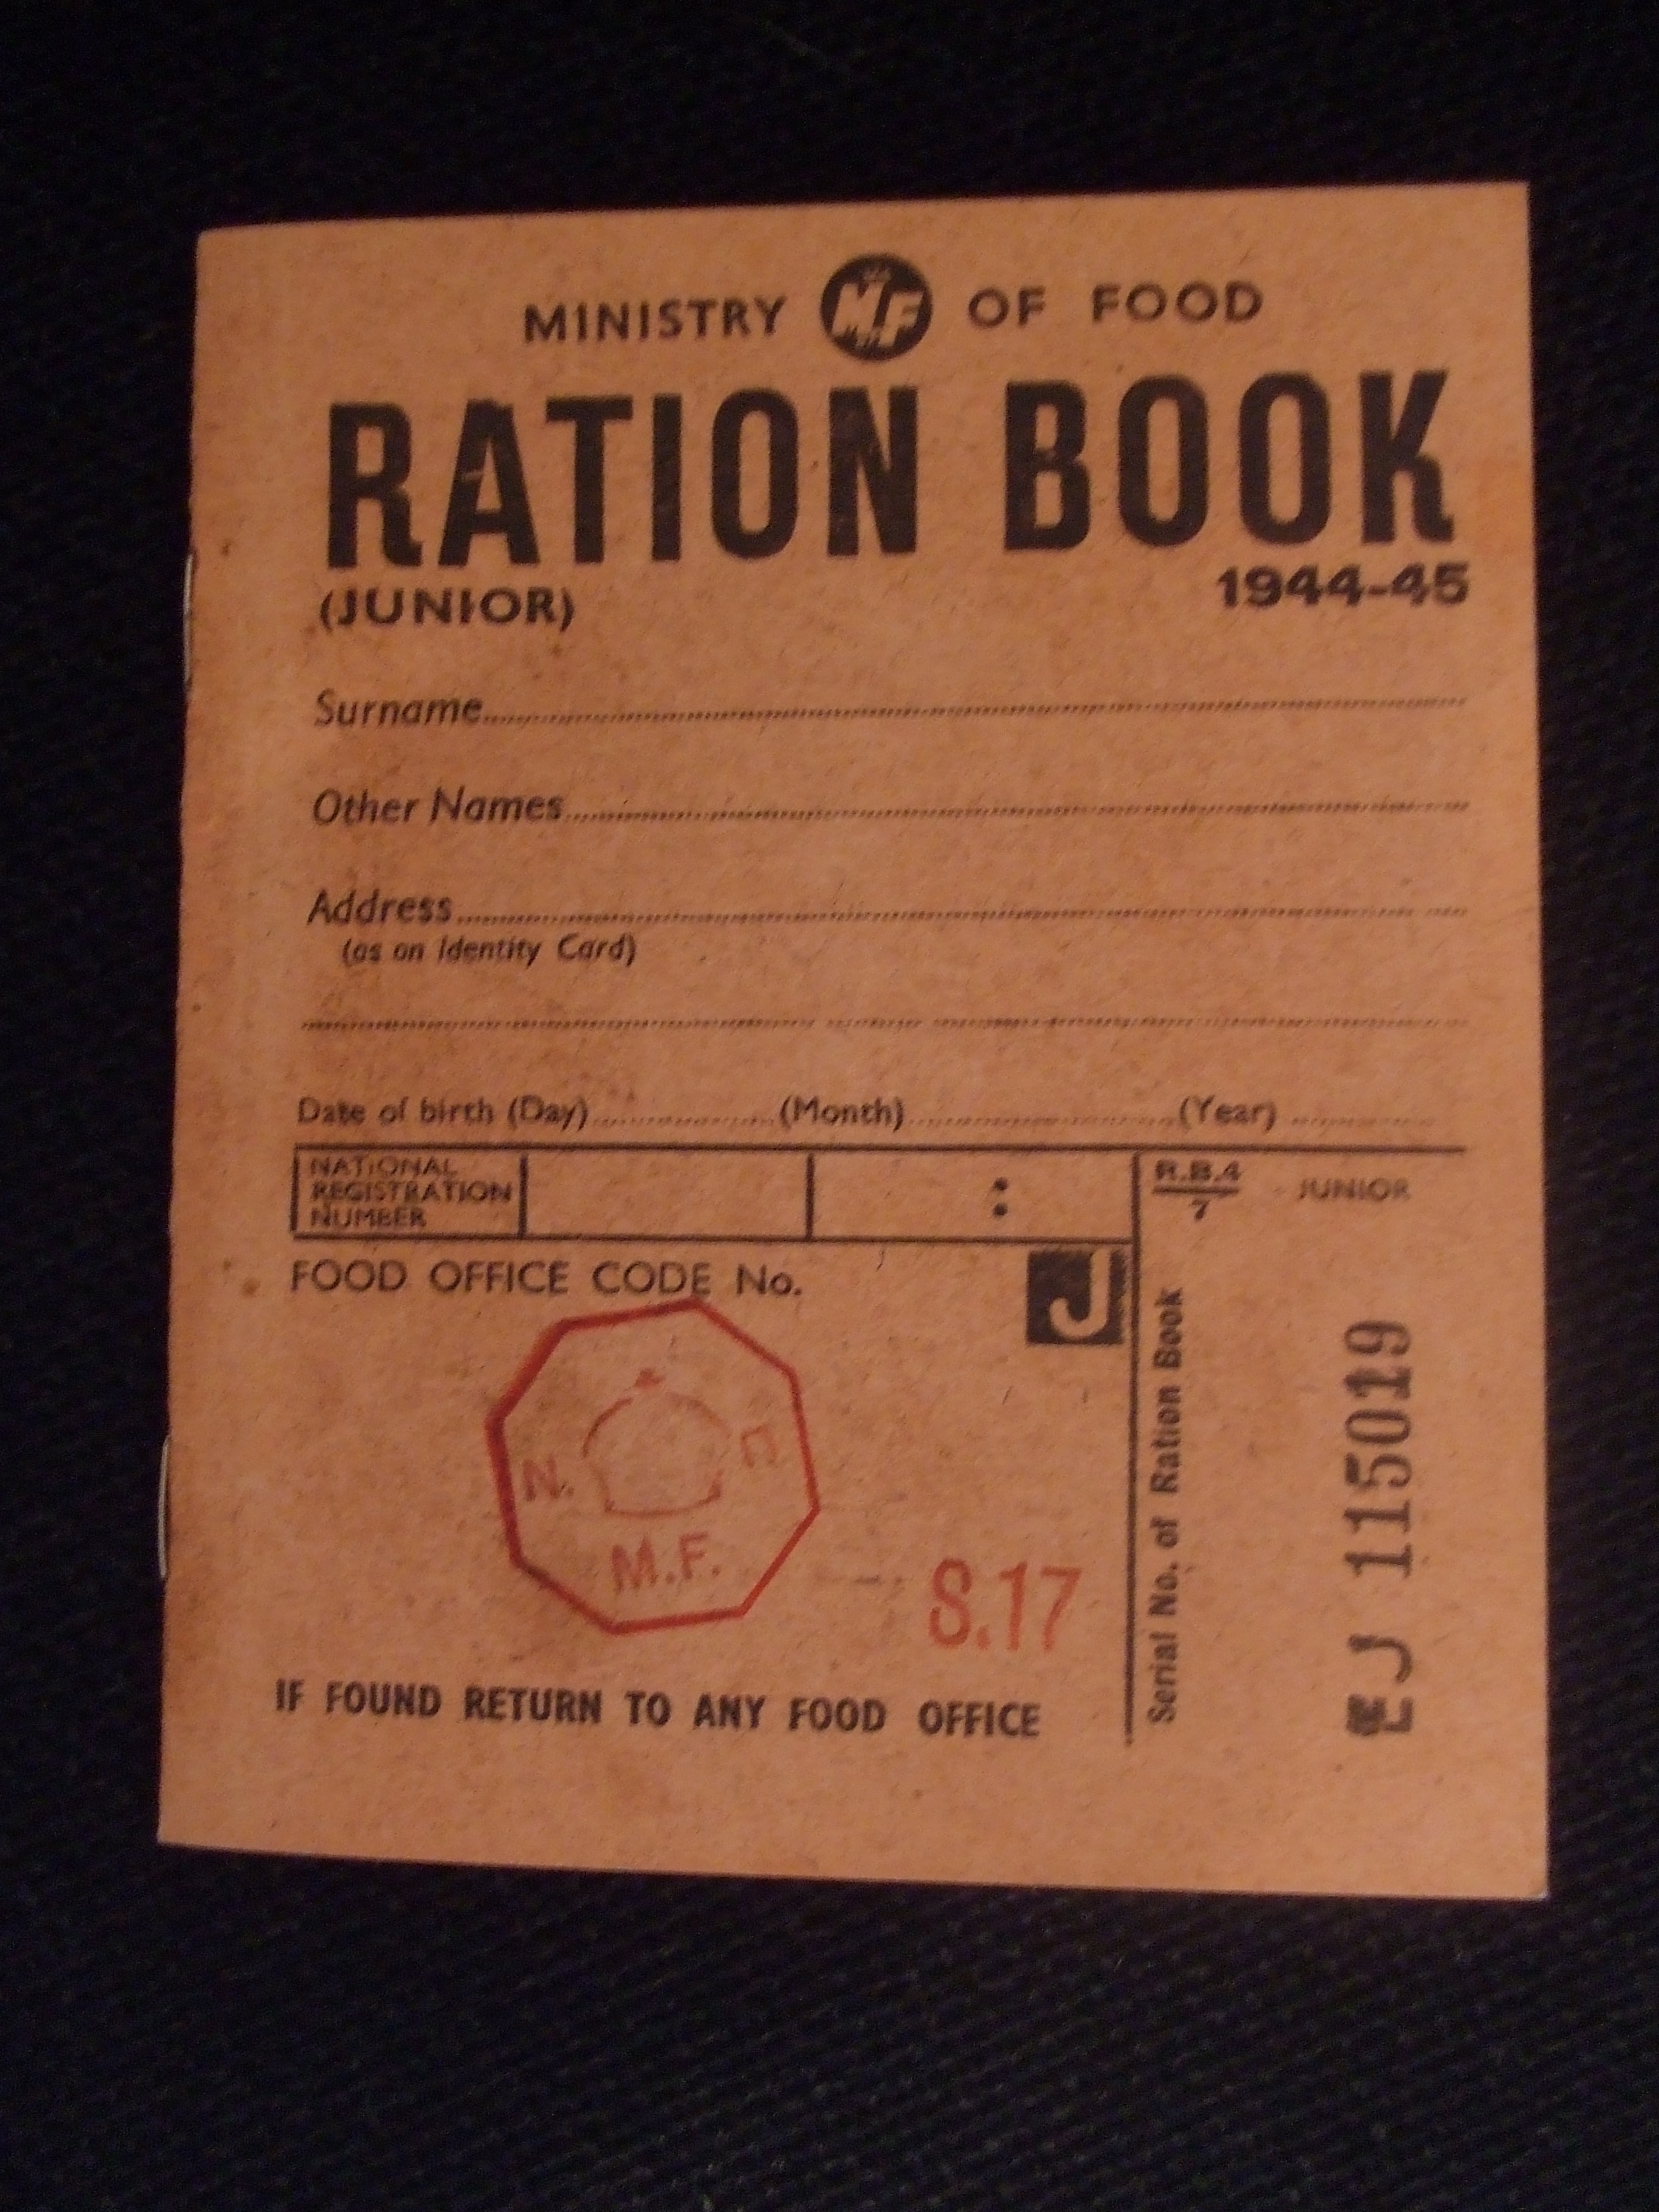 MINISTRY MF OF FOOD
RATION BOOK
(JUNIOR) 1944-45
Surname
Other Names
Address
(as on Identity Card)
Date of birth (Day) (Month) (Year)
NATIONAL
REGISTRATION
NUMBER
:
R.B.4
7
JUNIOR
FOOD OFFICE CODE No.
J
N.
M.F.
S.17
IF FOUND RETURN TO ANY FOOD OFFICE
Serial No. of Ration Book
J 115019